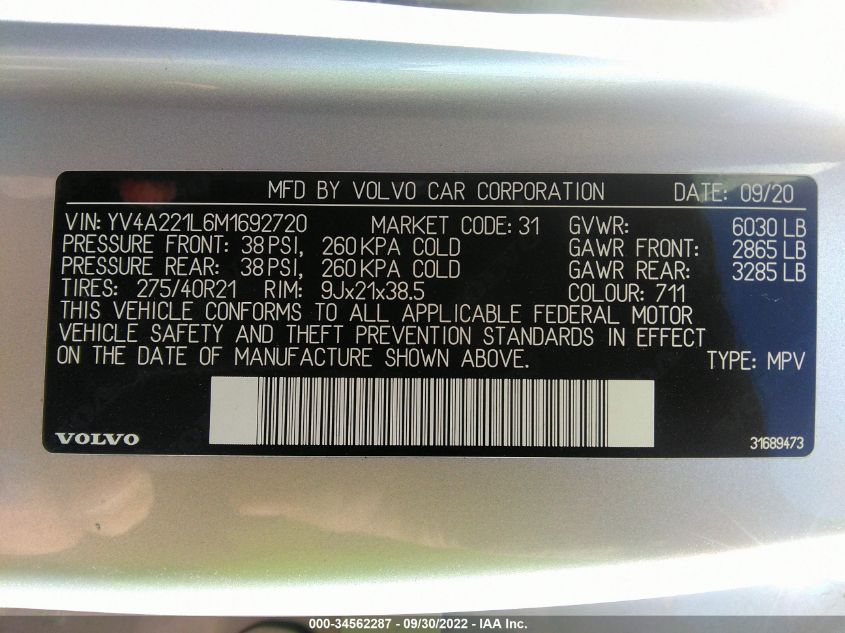 MFD BY VOLVO CAR CORPORATION DATE: 09/20
VIN: YV4A221L6M1692720 MARKET CODE: 31 GVWR: 6030 LB
PRESSURE FRONT: 38 PSI, 260 KPA COLD GAWR FRONT: 2865 LB
PRESSURE REAR: 38 PSI, 260 KPA COLD GAWR REAR: 3285 LB
TIRES: 275/40R21 RIM: 9Jx21x38.5 COLOUR: 711
THIS VEHICLE CONFORMS TO ALL APPLICABLE FEDERAL MOTOR
VEHICLE SAFETY AND THEFT PREVENTION STANDARDS IN EFFECT
ON THE DATE OF MANUFACTURE SHOWN ABOVE. TYPE: MPV
VOLVO 31689473
000-34562287 - 09/30/2022 - IAA Inc.